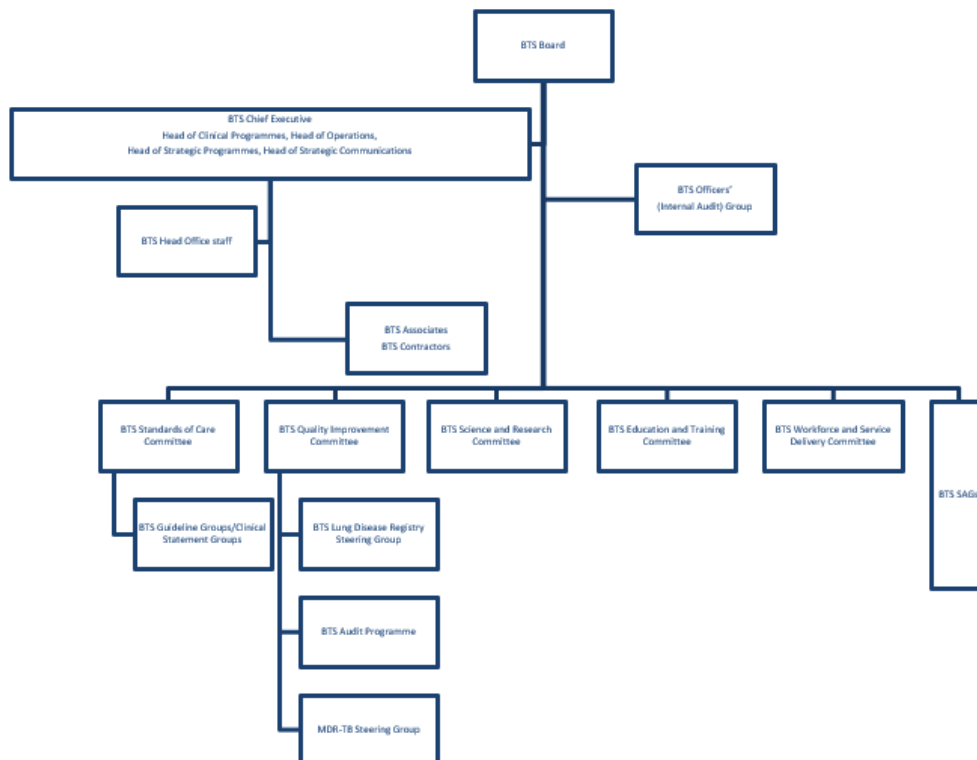 BTS Board
BTS Chief Executive
Head of Clinical Programmes, Head of Operations,
Head of Strategic Programmes, Head of Strategic Communications
BTS Officers'
(Internal Audit) Group
BTS Head Office staff
BTS Associates
BTS Contractors
BTS Standards of Care
Committee
BTS Quality Improvement
Committee
BTS Science and Research
Committee
BTS Education and Training
Committee
BTS Workforce and Service
Delivery Committee
BTS SAGs
BTS Guideline Groups/Clinical
Statement Groups
BTS Lung Disease Registry
Steering Group
BTS Audit Programme
MDR-TB Steering Group